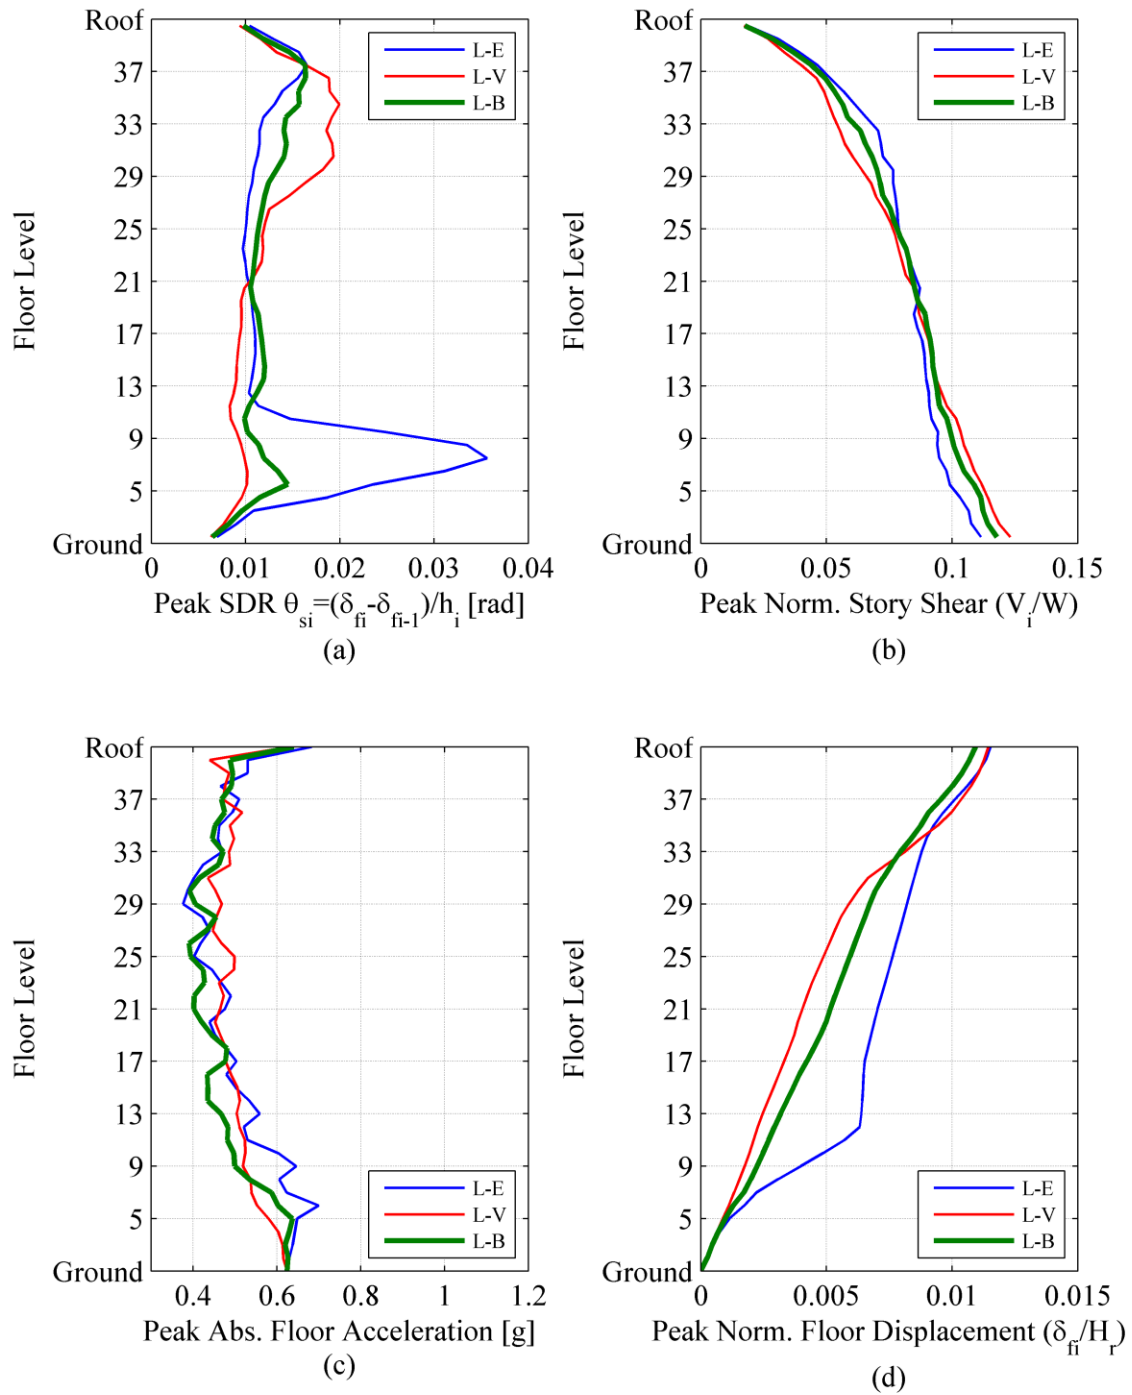 Roof
37
33
29
25
21
17
13
9
5
Ground
Floor Level
L-E
L-V
L-B
0 0.01 0.02 0.03 0.04
Peak SDR θsi=(δfi-δfi-1)/hi [rad]
(a)
Roof
37
33
29
25
21
17
13
9
5
Ground
Floor Level
L-E
L-V
L-B
0 0.05 0.1 0.15
Peak Norm. Story Shear (Vi/W)
(b)
Roof
37
33
29
25
21
17
13
9
5
Ground
Floor Level
L-E
L-V
L-B
0.4 0.6 0.8 1 1.2
Peak Abs. Floor Acceleration [g]
(c)
Roof
37
33
29
25
21
17
13
9
5
Ground
Floor Level
L-E
L-V
L-B
0 0.005 0.01 0.015
Peak Norm. Floor Displacement (δfi/Hr)
(d)